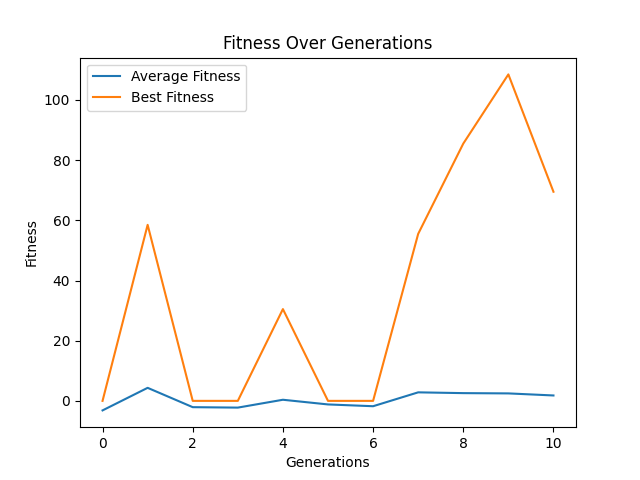 Fitness Over Generations
Average Fitness
Best Fitness
100
80
60
40
20
0
Fitness
0 2 4 6 8 10
Generations